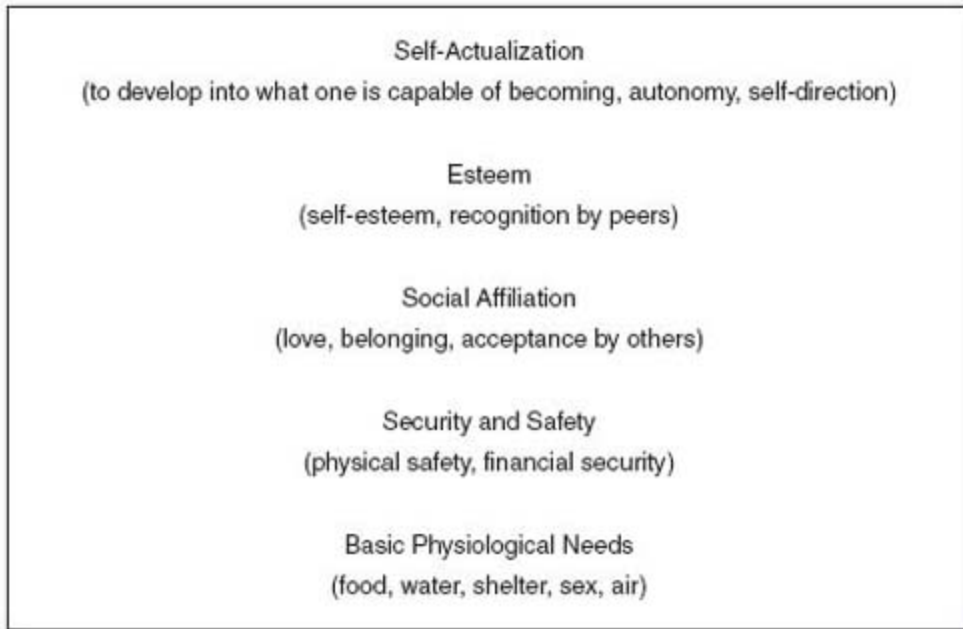 Self-Actualization
(to develop into what one is capable of becoming, autonomy, self-direction)
Esteem
(self-esteem, recognition by peers)
Social Affiliation
(love, belonging, acceptance by others)
Security and Safety
(physical safety, financial security)
Basic Physiological Needs
(food, water, shelter, sex, air)